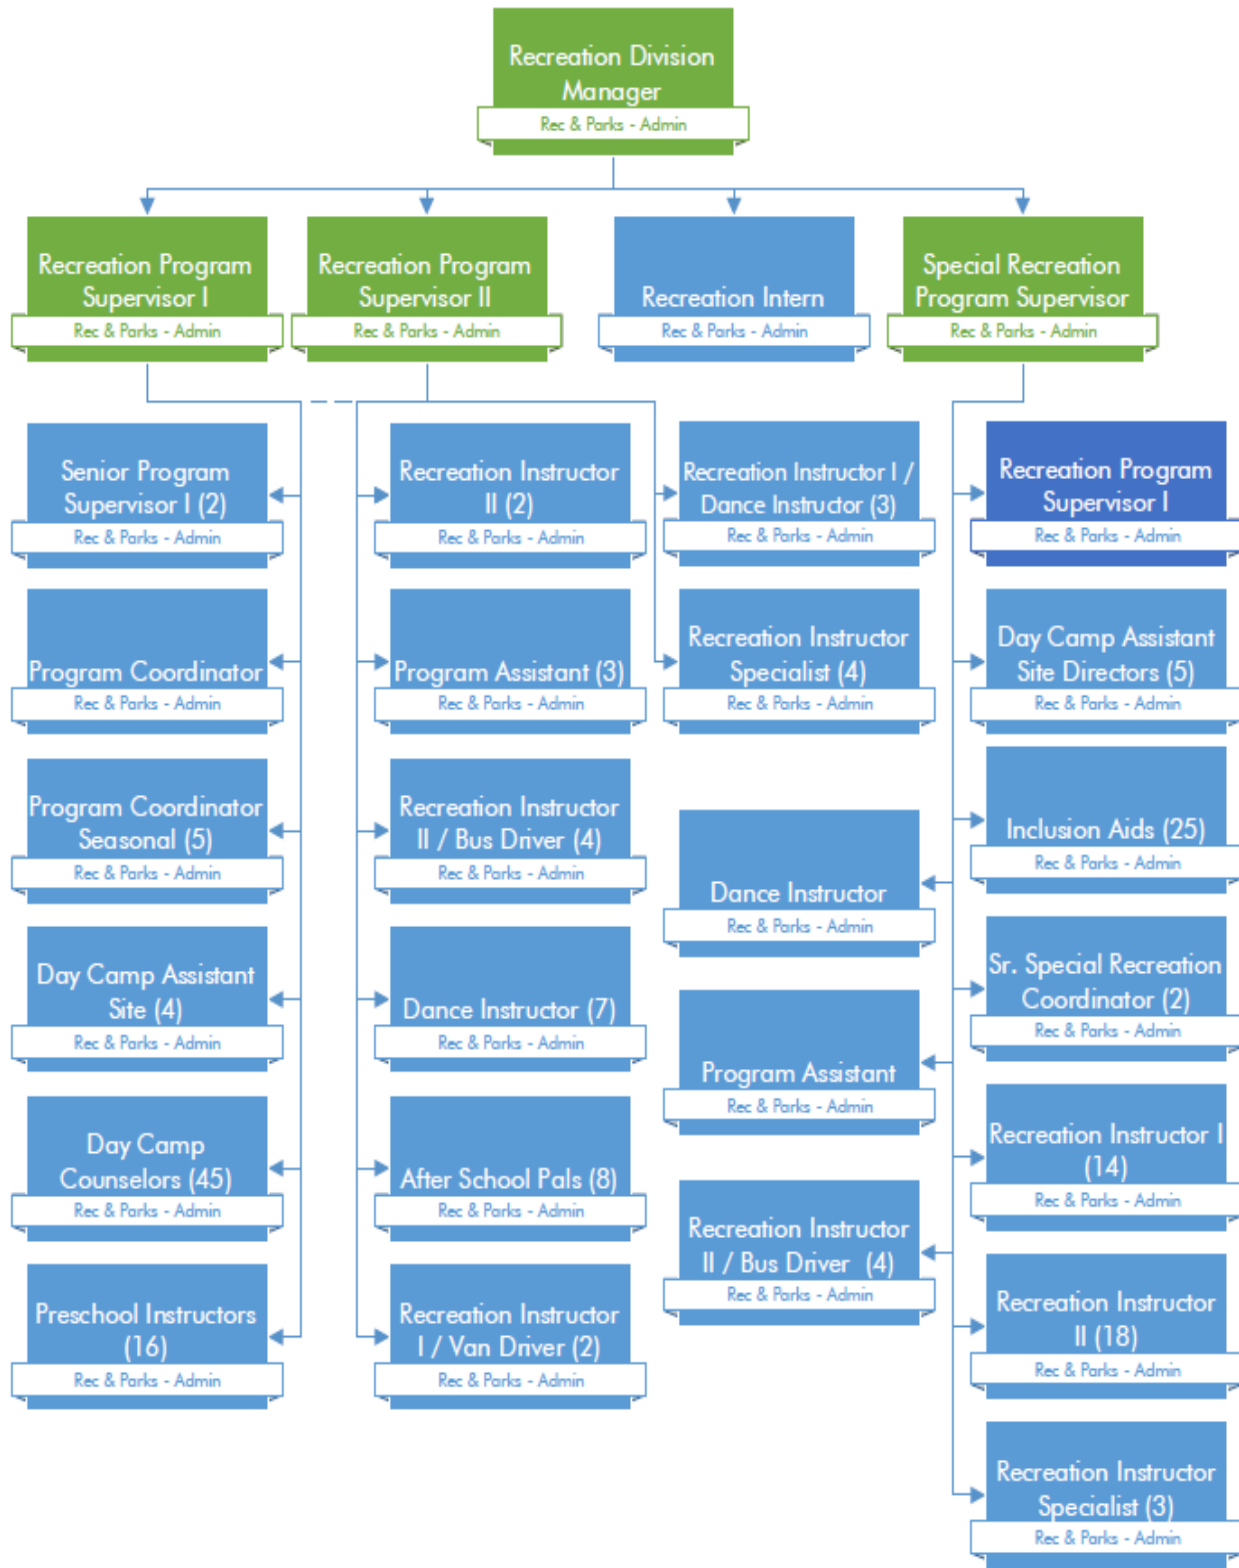 Recreation Division
Manager
Rec & Parks - Admin
Recreation Program
Supervisor I
Rec & Parks - Admin
Recreation Program
Supervisor II
Rec & Parks - Admin
Recreation Intern
Rec & Parks - Admin
Special Recreation
Program Supervisor
Rec & Parks - Admin
Senior Program
Supervisor I (2)
Rec & Parks - Admin
Program Coordinator
Rec & Parks - Admin
Program Coordinator
Seasonal (5)
Rec & Parks - Admin
Day Camp Assistant
Site (4)
Rec & Parks - Admin
Day Camp
Counselors (45)
Rec & Parks - Admin
Preschool Instructors
(16)
Rec & Parks - Admin
Recreation Instructor
II (2)
Rec & Parks - Admin
Program Assistant (3)
Rec & Parks - Admin
Recreation Instructor
II / Bus Driver (4)
Rec & Parks - Admin
Dance Instructor (7)
Rec & Parks - Admin
After School Pals (8)
Rec & Parks - Admin
Recreation Instructor
I / Van Driver (2)
Rec & Parks - Admin
Recreation Instructor I /
Dance Instructor (3)
Rec & Parks - Admin
Recreation Instructor
Specialist (4)
Rec & Parks - Admin
Dance Instructor
Rec & Parks - Admin
Program Assistant
Rec & Parks - Admin
Recreation Instructor
II / Bus Driver (4)
Rec & Parks - Admin
Recreation Program
Supervisor I
Rec & Parks - Admin
Day Camp Assistant
Site Directors (5)
Rec & Parks - Admin
Inclusion Aids (25)
Rec & Parks - Admin
Sr. Special Recreation
Coordinator (2)
Rec & Parks - Admin
Recreation Instructor I
(14)
Rec & Parks - Admin
Recreation Instructor
II (18)
Rec & Parks - Admin
Recreation Instructor
Specialist (3)
Rec & Parks - Admin